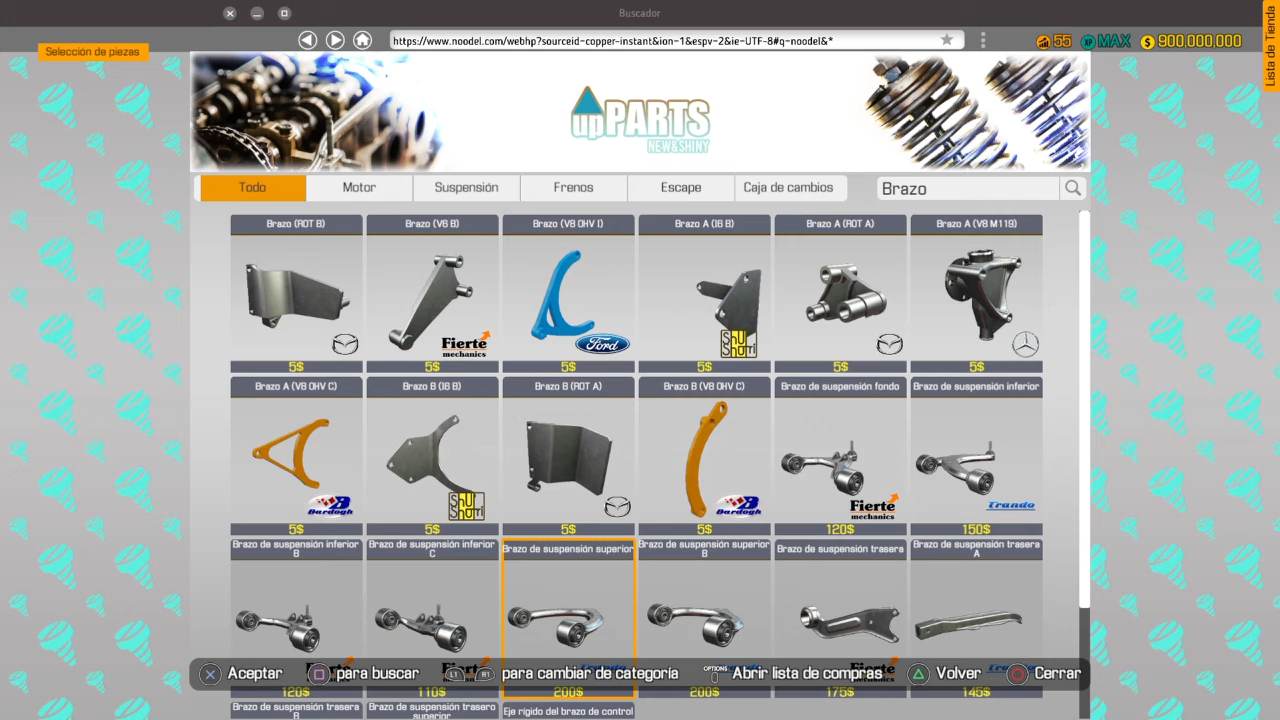 Buscador
Selección de piezas
https://www.noodel.com/webhp?sourceid-copper-instant&ion-1&espv-2&ie-UTF-8#q-noodel&*
55
XP MAX
$ 900,000,000
Lista de Tienda
upPARTS
NEW&SHINY
Todo
Motor
Suspensión
Frenos
Escape
Caja de cambios
Brazo
Brazo (ROT B)
Brazo (V6 B)
Brazo (V8 OHV I)
Brazo A (I6 B)
Brazo A (ROT A)
Brazo A (V8 M119)
Fierte
mechanics
Ford
5$
5$
5$
5$
5$
5$
Brazo A (V8 OHV C)
Brazo B (I6 B)
Brazo B (ROT A)
Brazo B (V8 OHV C)
Brazo de suspensión fondo
Brazo de suspensión inferior
Bardogh
Bardogh
Fierte
mechanics
Trando
5$
5$
5$
5$
120$
150$
Brazo de suspensión inferior
B
Brazo de suspensión inferior
C
Brazo de suspensión superior
Brazo de suspensión superior
B
Brazo de suspensión trasera
Brazo de suspensión trasera
A
Aceptar
para buscar
L1
R1
para cambiar de categoría
OPTIONS
Abrir lista de compras
Volver
Cerrar
120$
110$
200$
200$
175$
145$
Brazo de suspensión trasera
B
Brazo de suspensión trasera
superior
Eje rígido del brazo de control